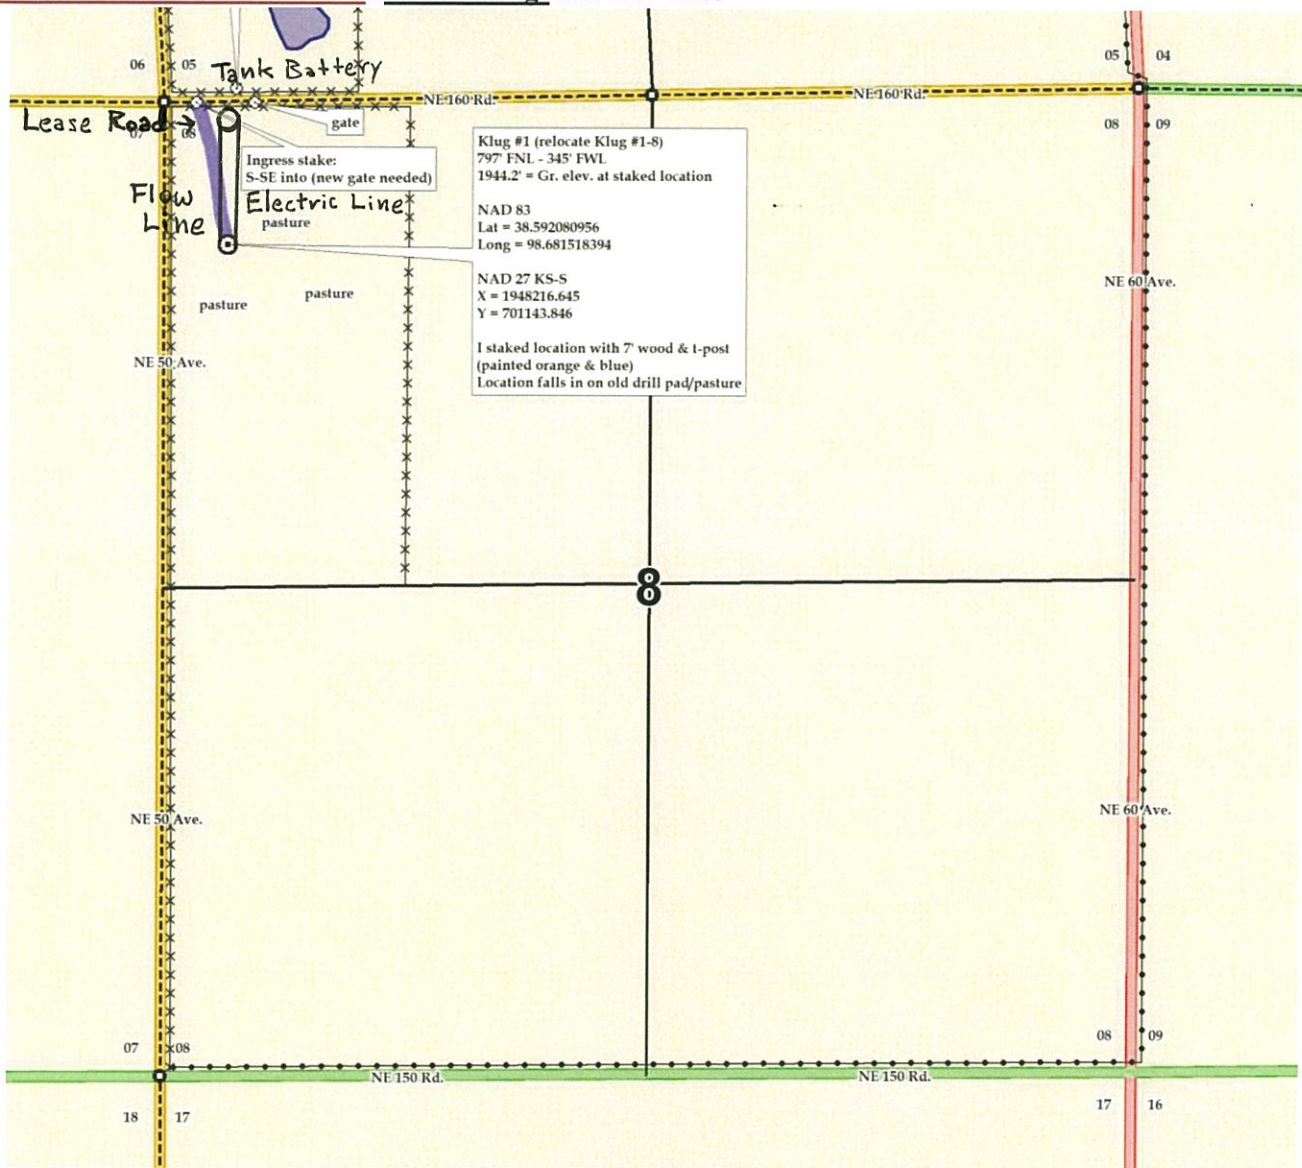 05 04
06 05
Tank Battery
NE 160 Rd.
NE 160 Rd.
Lease Road →
gate
07 08
08 09
Klug #1 (relocate Klug #1-8)
797' FNL - 345' FWL
1944.2' = Gr. elev. at staked location
Ingress stake:
S-SE into (new gate needed)
Flow
Line
Electric Line
pasture
NAD 83
Lat = 38.592080956
Long = 98.681518394
NAD 27 KS-S
X = 1948216.645
Y = 701143.846
NE 60 Ave.
pasture
pasture
I staked location with 7' wood & t-post
(painted orange & blue)
Location falls in on old drill pad/pasture
NE 50 Ave.
8
NE 50 Ave.
NE 60 Ave.
07 08
08 09
NE 150 Rd.
NE 150 Rd.
18 17
17 16